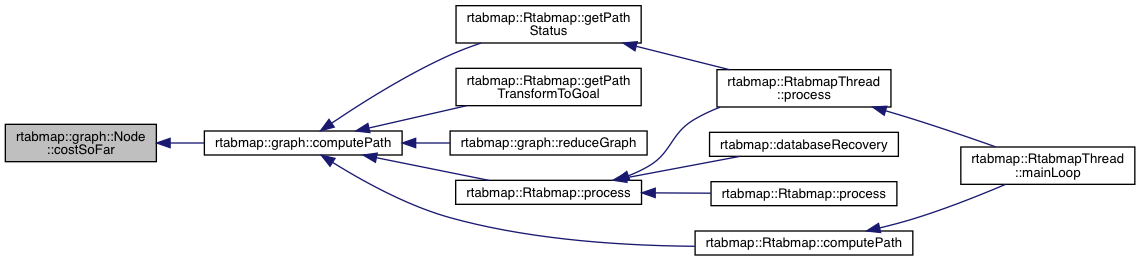 rtabmap::graph::Node
::costSoFar
rtabmap::graph::computePath
rtabmap::Rtabmap::getPath
Status
rtabmap::Rtabmap::getPath
TransformToGoal
rtabmap::graph::reduceGraph
rtabmap::Rtabmap::process
rtabmap::Rtabmap::computePath
rtabmap::RtabmapThread
::process
rtabmap::databaseRecovery
rtabmap::Rtabmap::process
rtabmap::RtabmapThread
::mainLoop